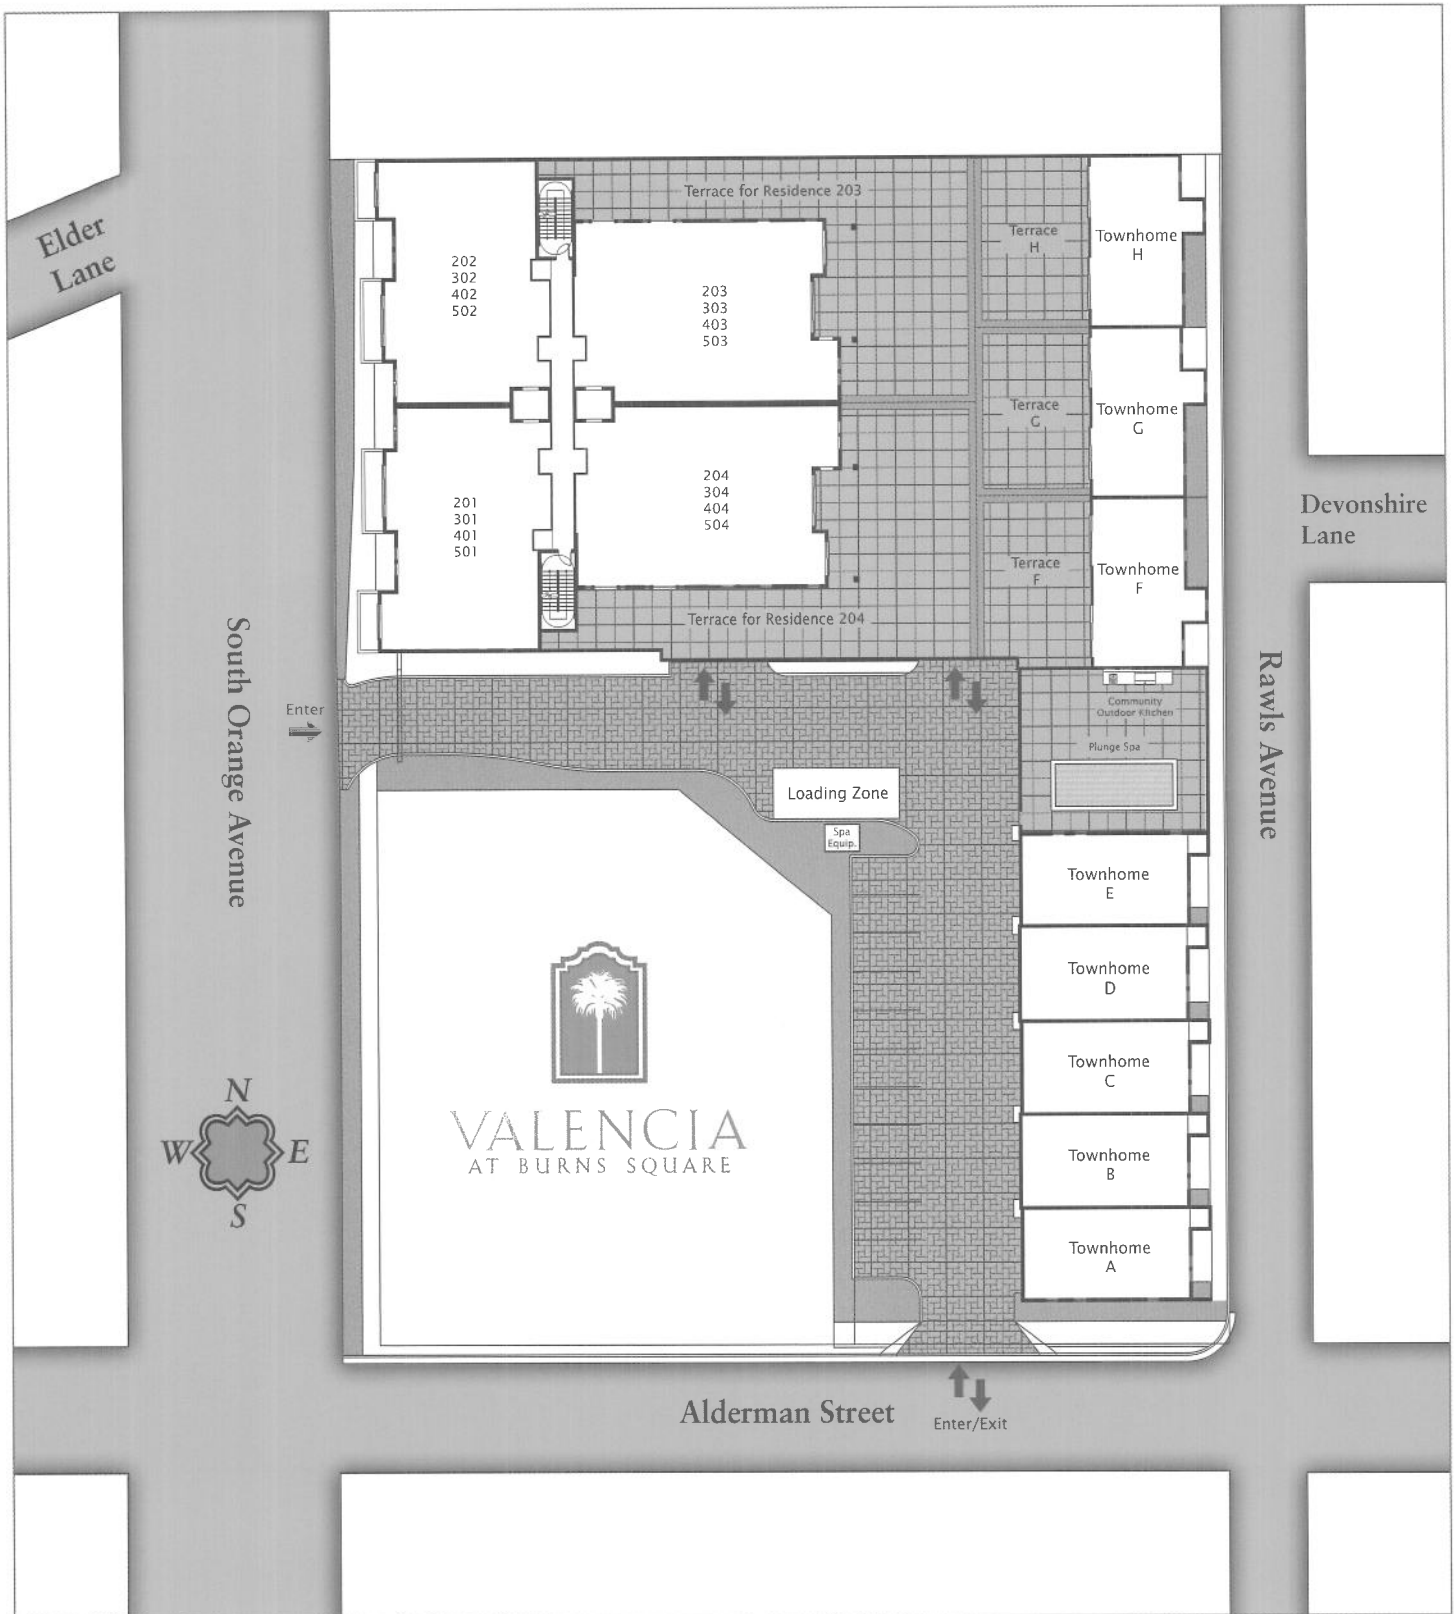 Terrace for Residence 203
Elder
Lane
202
302
402
502
203
303
403
503
Terrace
H
Townhome
H
Terrace
G
Townhome
G
201
301
401
501
204
304
404
504
Devonshire
Lane
Terrace
F
Townhome
F
Terrace for Residence 204
South Orange Avenue
Enter
Rawls Avenue
Community
Outdoor Kitchen
Plunge Spa
Loading Zone
Spa
Equip.
Townhome
E
Townhome
D
Townhome
C
Townhome
B
Townhome
A
VALENCIA
AT BURNS SQUARE
N
W
E
S
Alderman Street
Enter/Exit